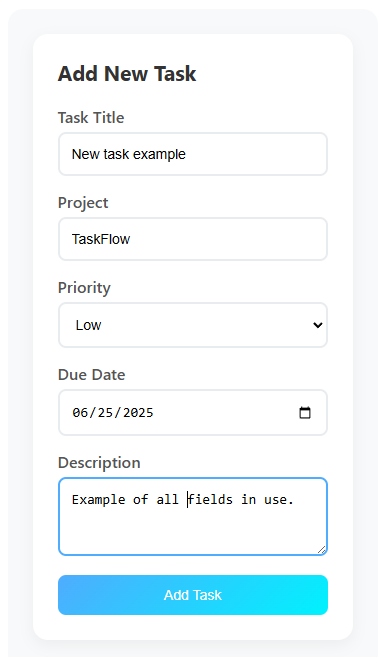 Add New Task
Task Title
New task example
Project
TaskFlow
Priority
Low
Due Date
06/25/2025
Description
Example of all fields in use.
Add Task